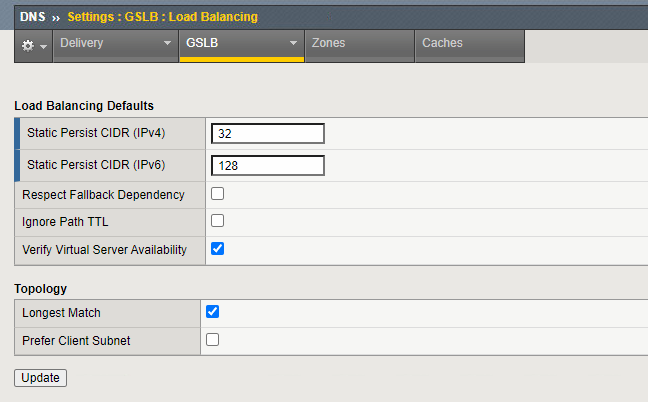 DNS ›› Settings : GSLB : Load Balancing
Delivery GSLB Zones Caches
Load Balancing Defaults
Static Persist CIDR (IPv4) 32
Static Persist CIDR (IPv6) 128
Respect Fallback Dependency
Ignore Path TTL
Verify Virtual Server Availability
Topology
Longest Match
Prefer Client Subnet
Update